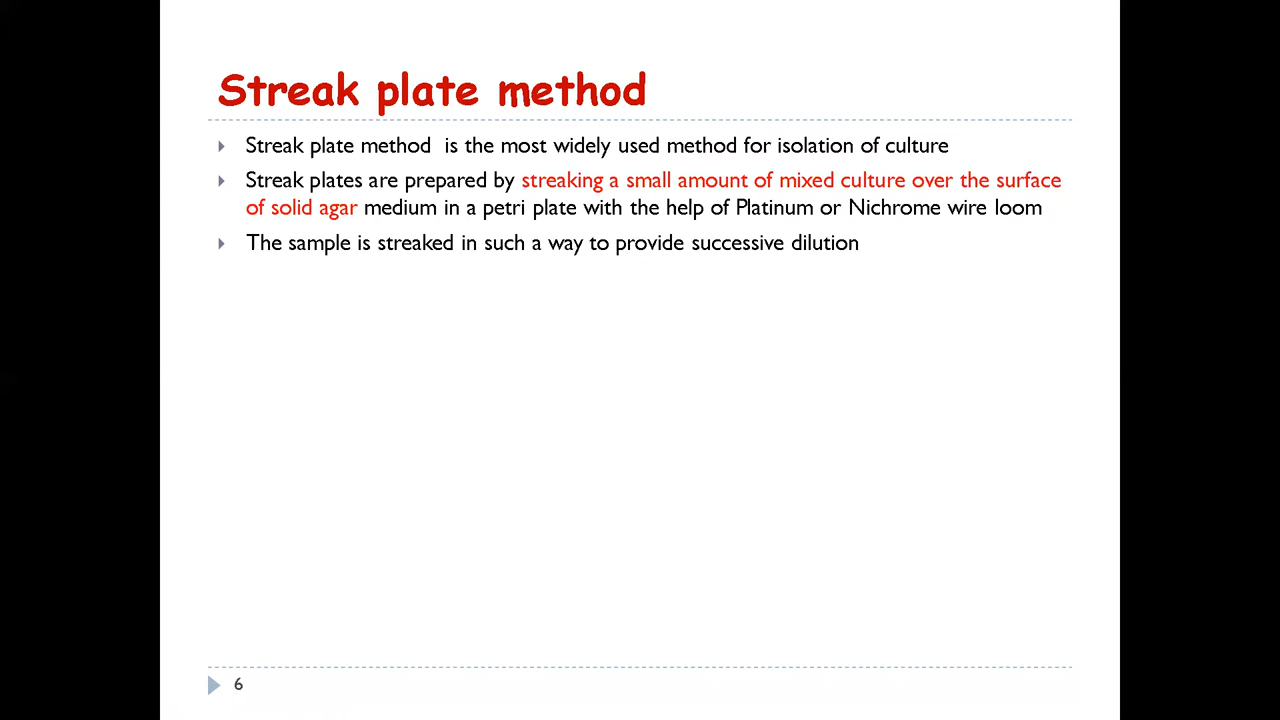 Streak plate method
Streak plate method is the most widely used method for isolation of culture
Streak plates are prepared by streaking a small amount of mixed culture over the surface
of solid agar medium in a petri plate with the help of Platinum or Nichrome wire loom
The sample is streaked in such a way to provide successive dilution
6